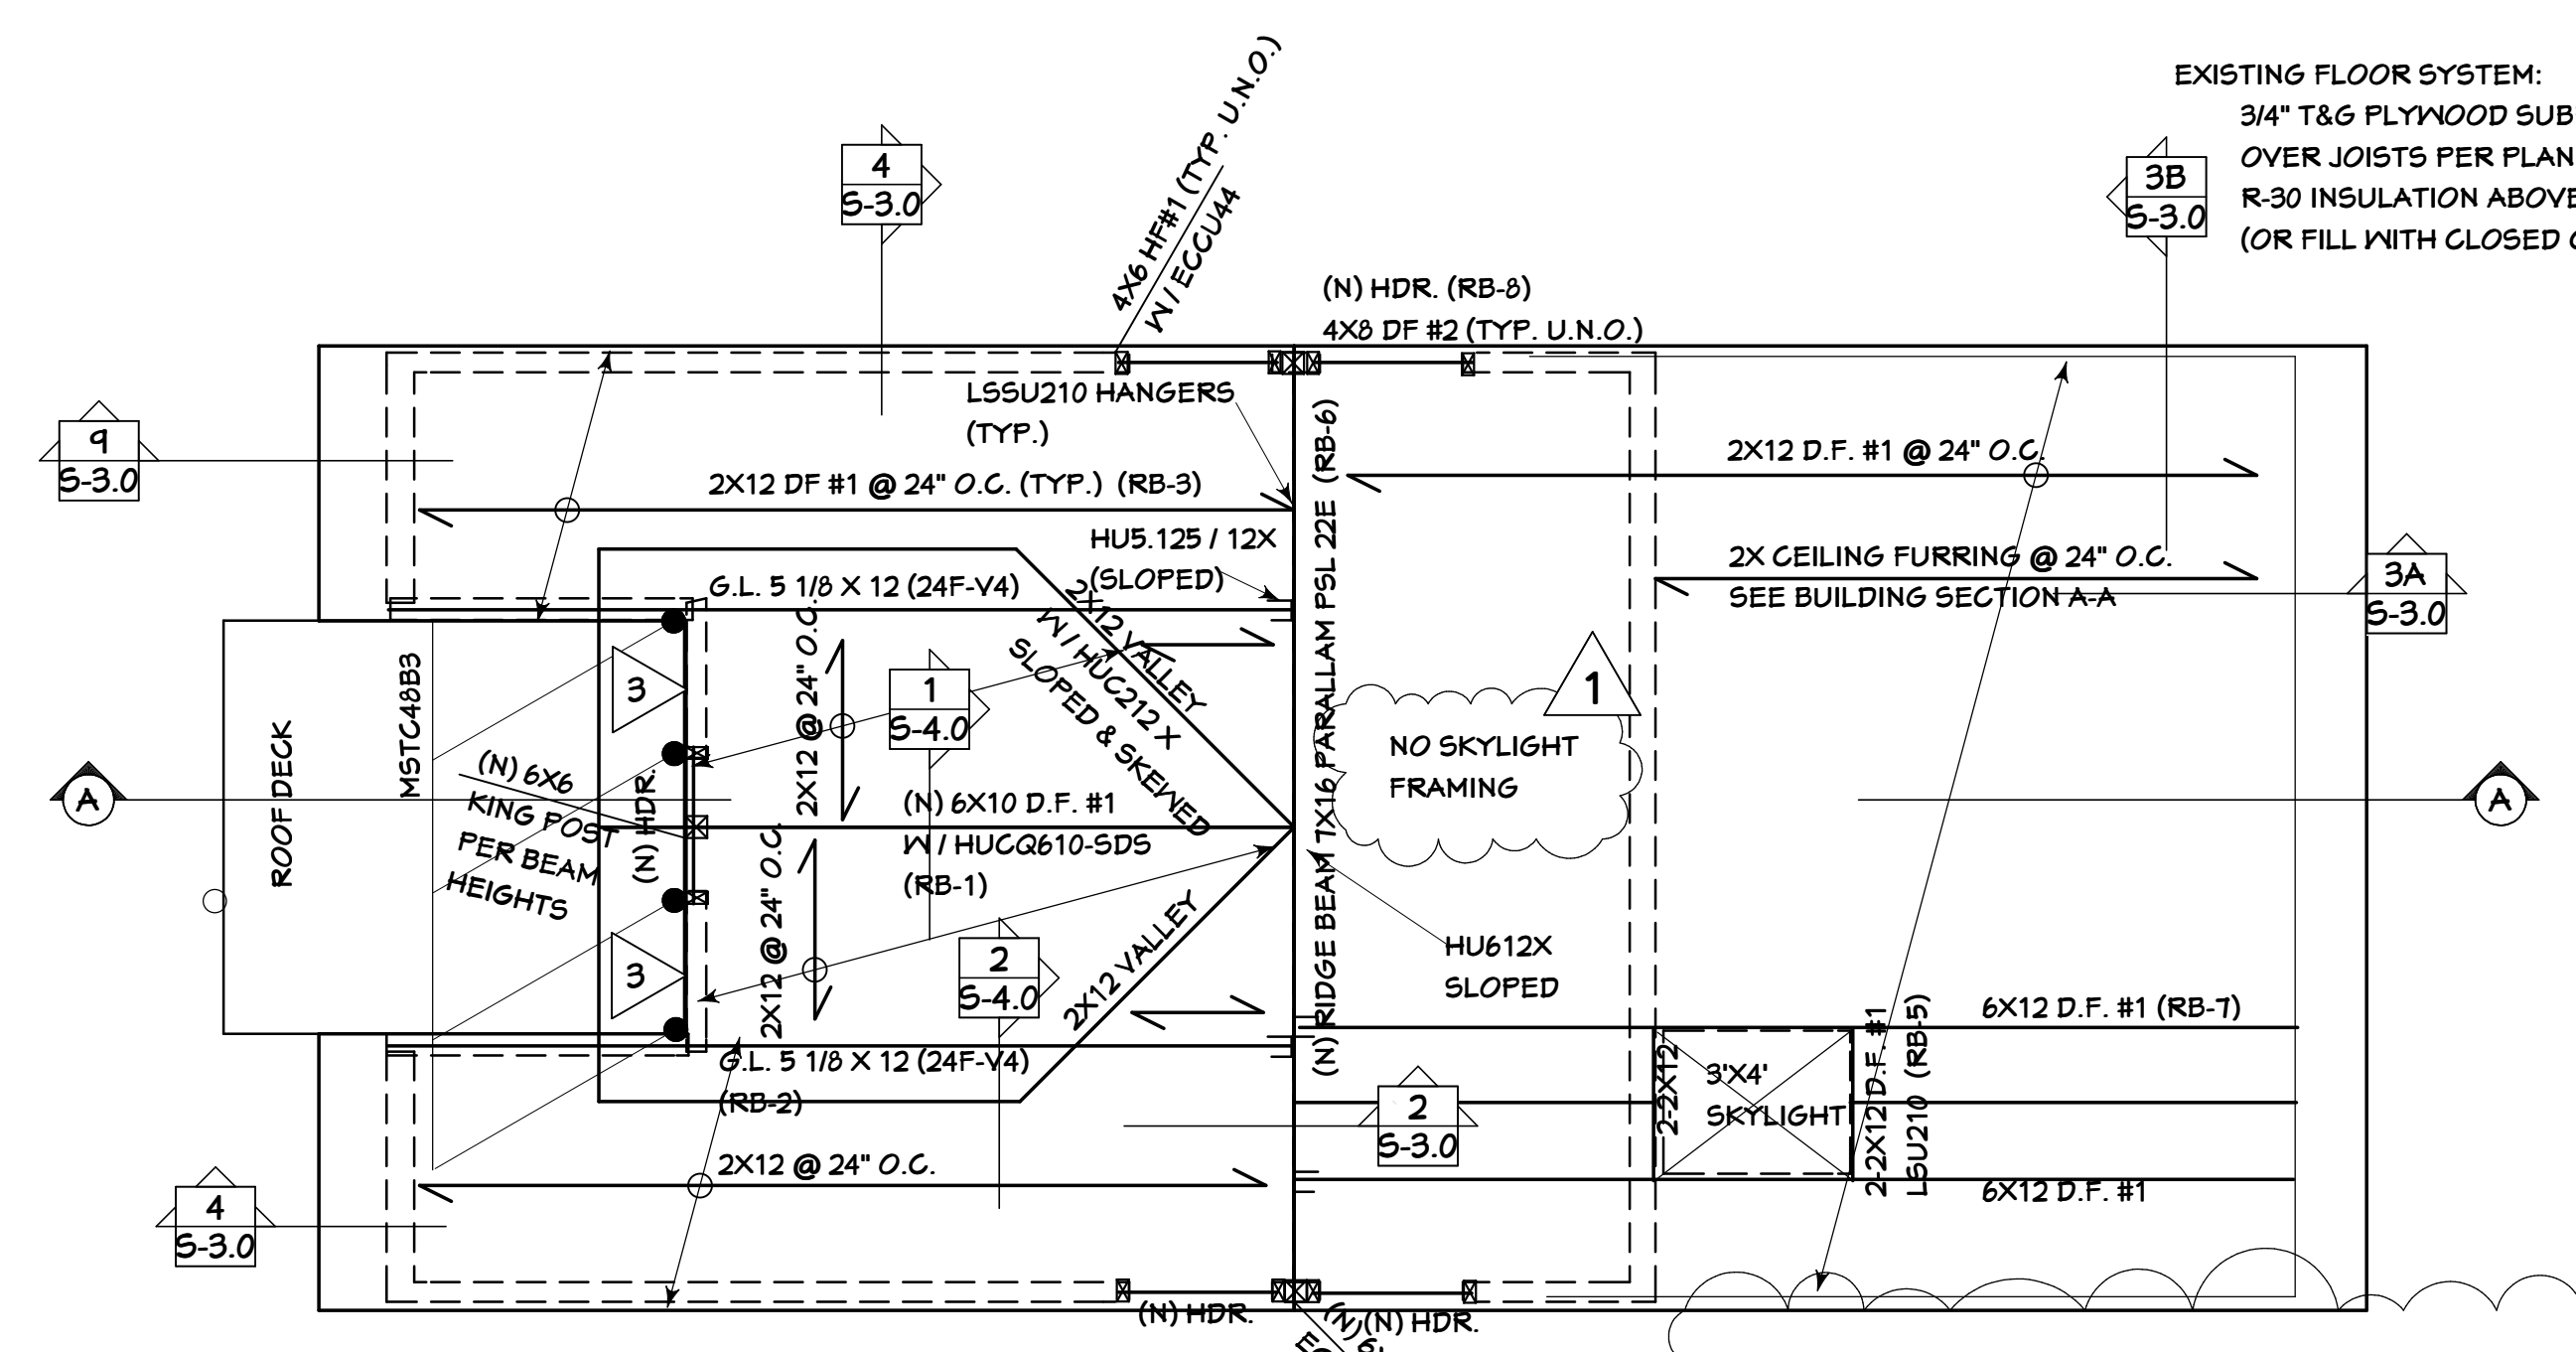 EXISTING FLOOR SYSTEM:
3/4" T&G PLYWOOD SUB
OVER JOISTS PER PLAN
R-30 INSULATION ABOVE
(OR FILL WITH CLOSED
4X6 HF#1 (TYP. U.N.O.)
W/ ECCU44
4
S-3.0
3B
S-3.0
(N) HDR. (RB-8)
4X8 DF #2 (TYP. U.N.O.)
LSSU210 HANGERS
(TYP.)
9
S-3.0
2X12 DF #1 @ 24" O.C. (TYP.) (RB-3)
2X12 D.F. #1 @ 24" O.C.
HU5.125 / 12X
(SLOPED)
2X CEILING FURRING @ 24" O.C.
SEE BUILDING SECTION A-A
3A
S-3.0
G.L. 5 1/8 X 12 (24F-V4)
2X12 VALLEY
W/ HUC212 X
SLOPED & SKEWED
2X12 @ 24" O.C.
1
S-4.0
3
MSTC48B3
ROOF DECK
(N) 6X6
KING POST
PER BEAM
HEIGHTS
(N) HDR.
(N) RIDGE BEAM 7X16 PARALLAM PSL 22E (RB-6)
1
NO SKYLIGHT
FRAMING
A
A
(N) 6X10 D.F. #1
W/ HUCQ610-SDS
(RB-1)
2X12 @ 24" O.C.
3
2
S-4.0
2X12 VALLEY
HU612X
SLOPED
6X12 D.F. #1 (RB-7)
G.L. 5 1/8 X 12 (24F-V4)
(RB-2)
2-2X12
3'X4'
SKYLIGHT
2-2X12 D.F. #1
LSU210 (RB-5)
2
S-3.0
2X12 @ 24" O.C.
6X12 D.F. #1
4
S-3.0
(N) HDR.
(N) HDR.